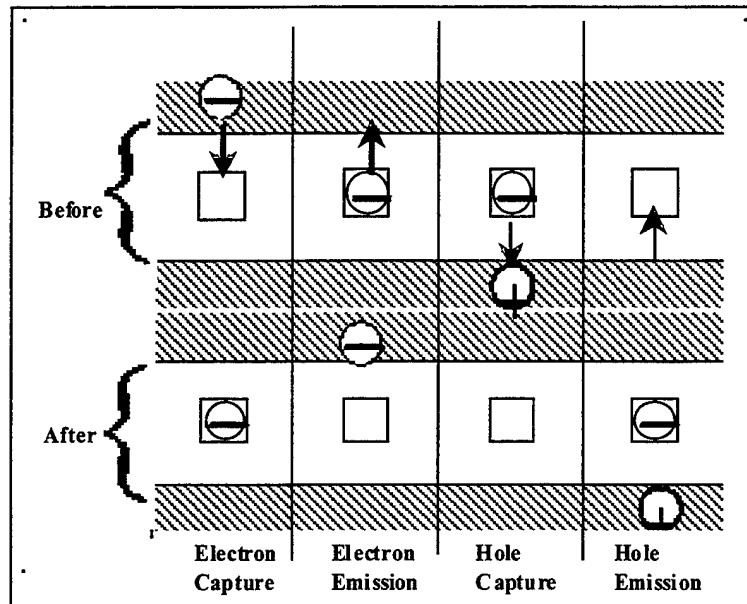 Before
After
Electron Capture
Electron Emission
Hole Capture
Hole Emission